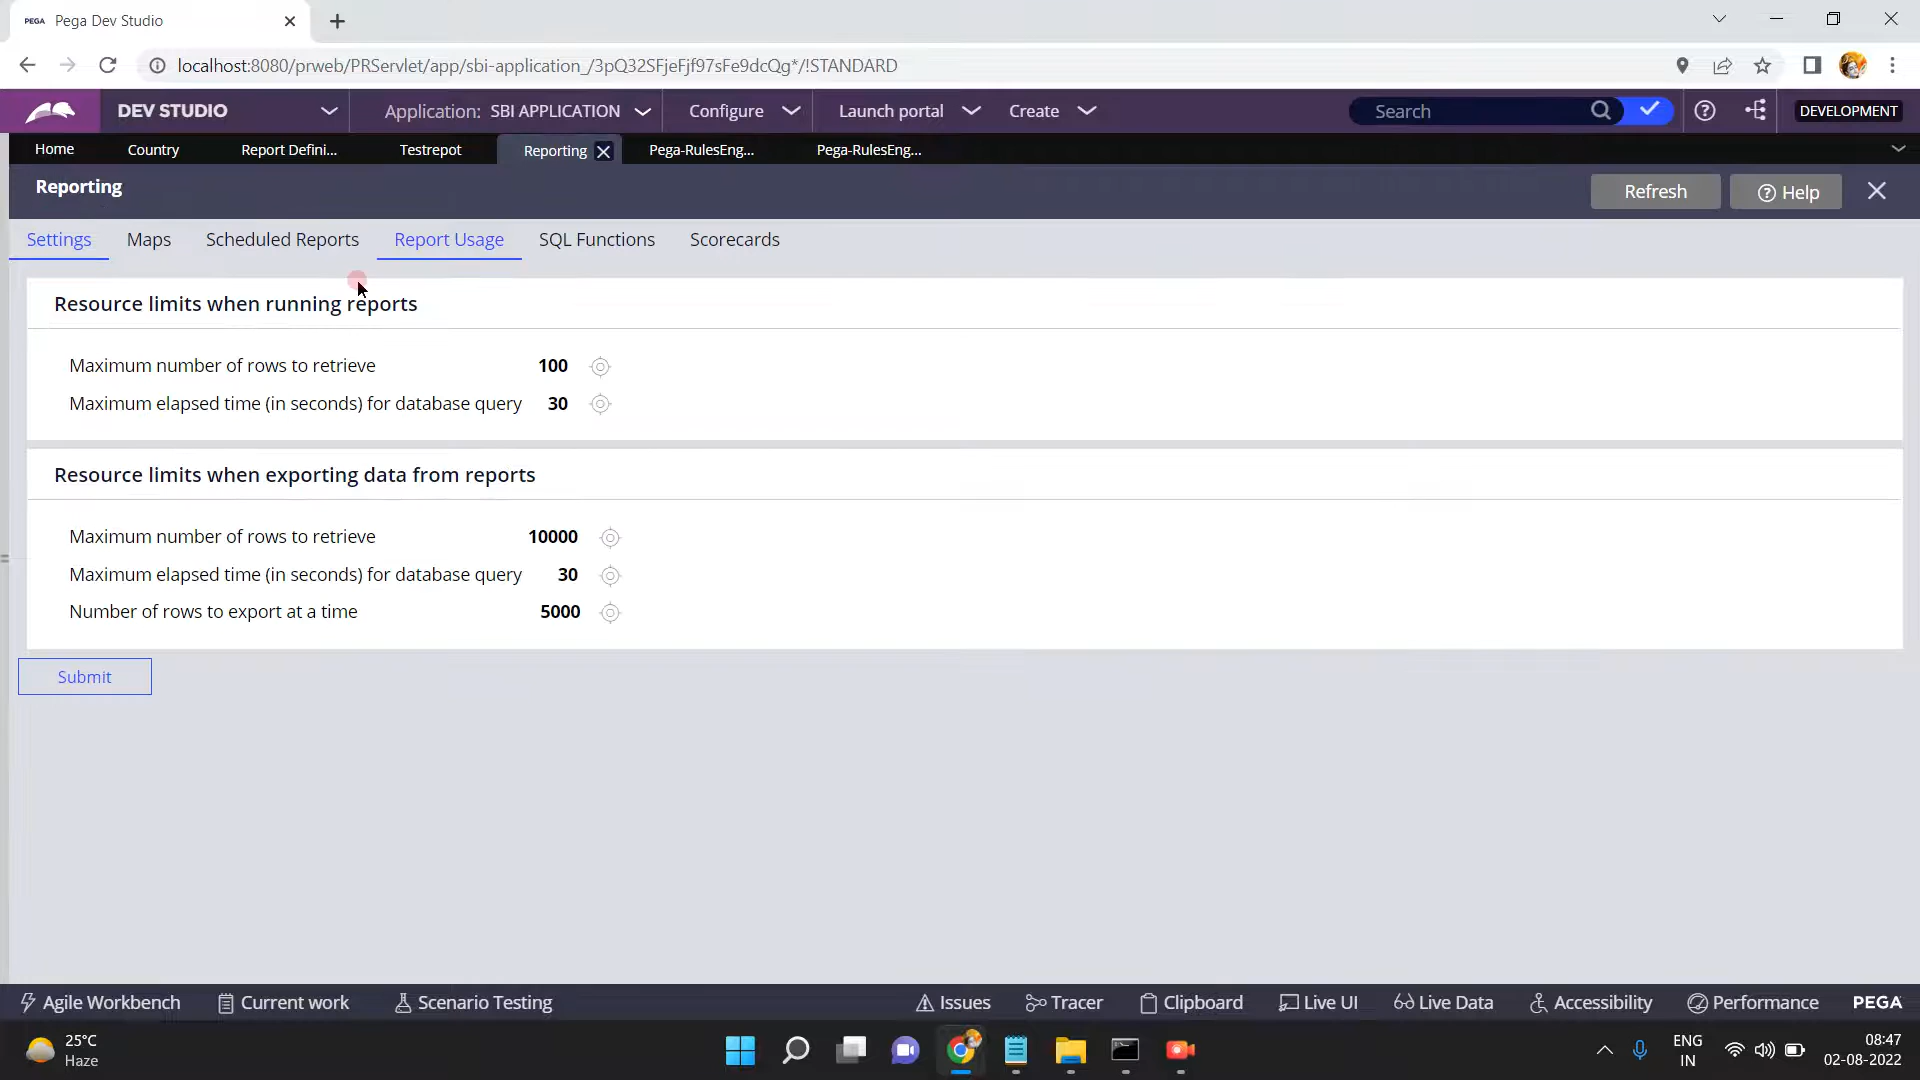 PEGA Pega Dev Studio
localhost:8080/prweb/PRServlet/app/sbi-application_/3pQ32SFjeFjf97sFe9dcQg*/!STANDARD
DEV STUDIO Application: SBI APPLICATION Configure Launch portal Create Search DEVELOPMENT
Home Country Report Defini... Testrepot Reporting Pega-RulesEng... Pega-RulesEng...
Reporting Refresh Help
Settings Maps Scheduled Reports Report Usage SQL Functions Scorecards
Resource limits when running reports
Maximum number of rows to retrieve 100
Maximum elapsed time (in seconds) for database query 30
Resource limits when exporting data from reports
Maximum number of rows to retrieve 10000
Maximum elapsed time (in seconds) for database query 30
Number of rows to export at a time 5000
Submit
Agile Workbench Current work Scenario Testing Issues Tracer Clipboard Live UI Live Data Accessibility Performance PEGA
25°C
Haze
ENG
IN
08:47
02-08-2022